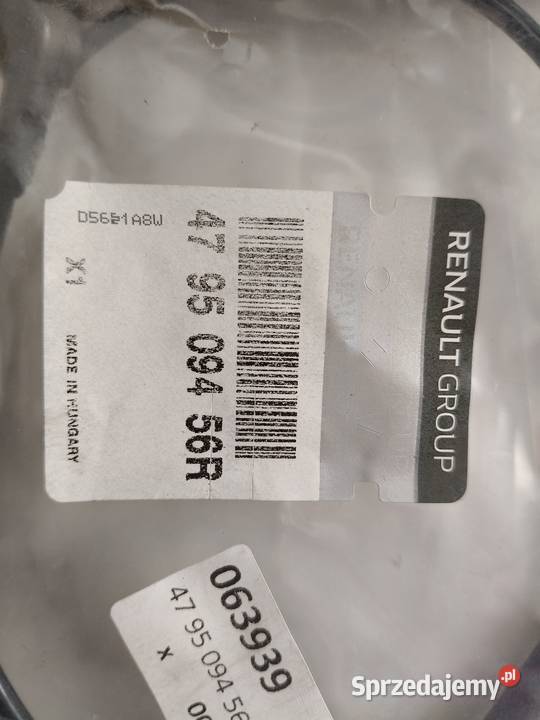 RENAULT GROUP
47 95 094 56R
D56E1A8W
X1
MADE IN HUNGARY
063939
47 95 094 56
x
Sprzedajemy.pl